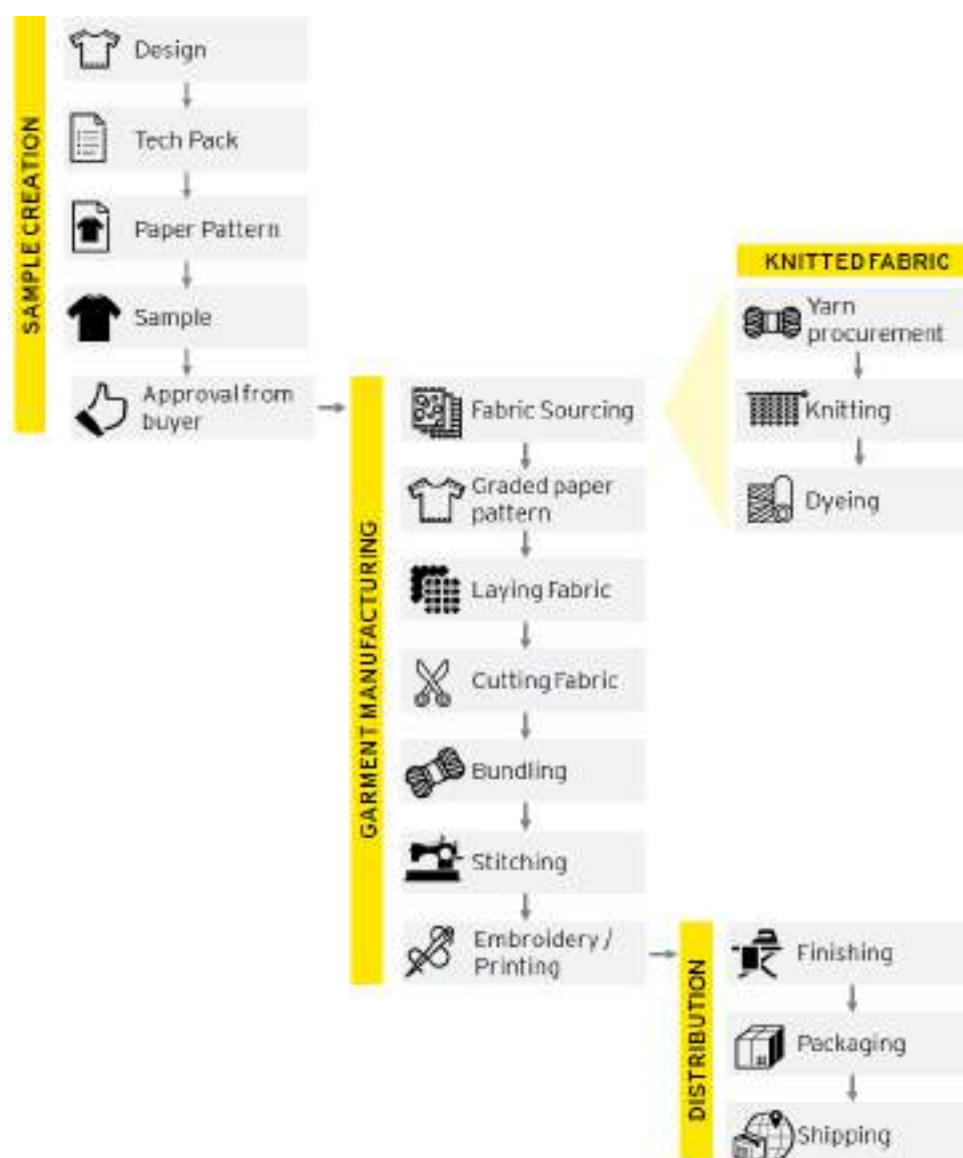 SAMPLE CREATION
Design
Tech Pack
Paper Pattern
Sample
Approval from
buyer
GARMENT MANUFACTURING
Fabric Sourcing
Graded paper
pattern
Laying Fabric
Cutting Fabric
Bundling
Stitching
Embroidery /
Printing
KNITTED FABRIC
Yarn
procurement
Knitting
Dyeing
DISTRIBUTION
Finishing
Packaging
Shipping